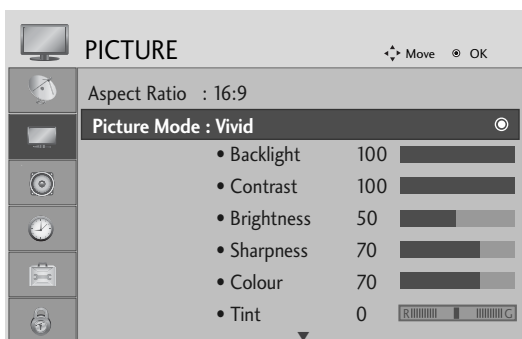 PICTURE Move OK
Aspect Ratio : 16:9
Picture Mode : Vivid
• Backlight 100
• Contrast 100
• Brightness 50
• Sharpness 70
• Colour 70
• Tint 0 R G